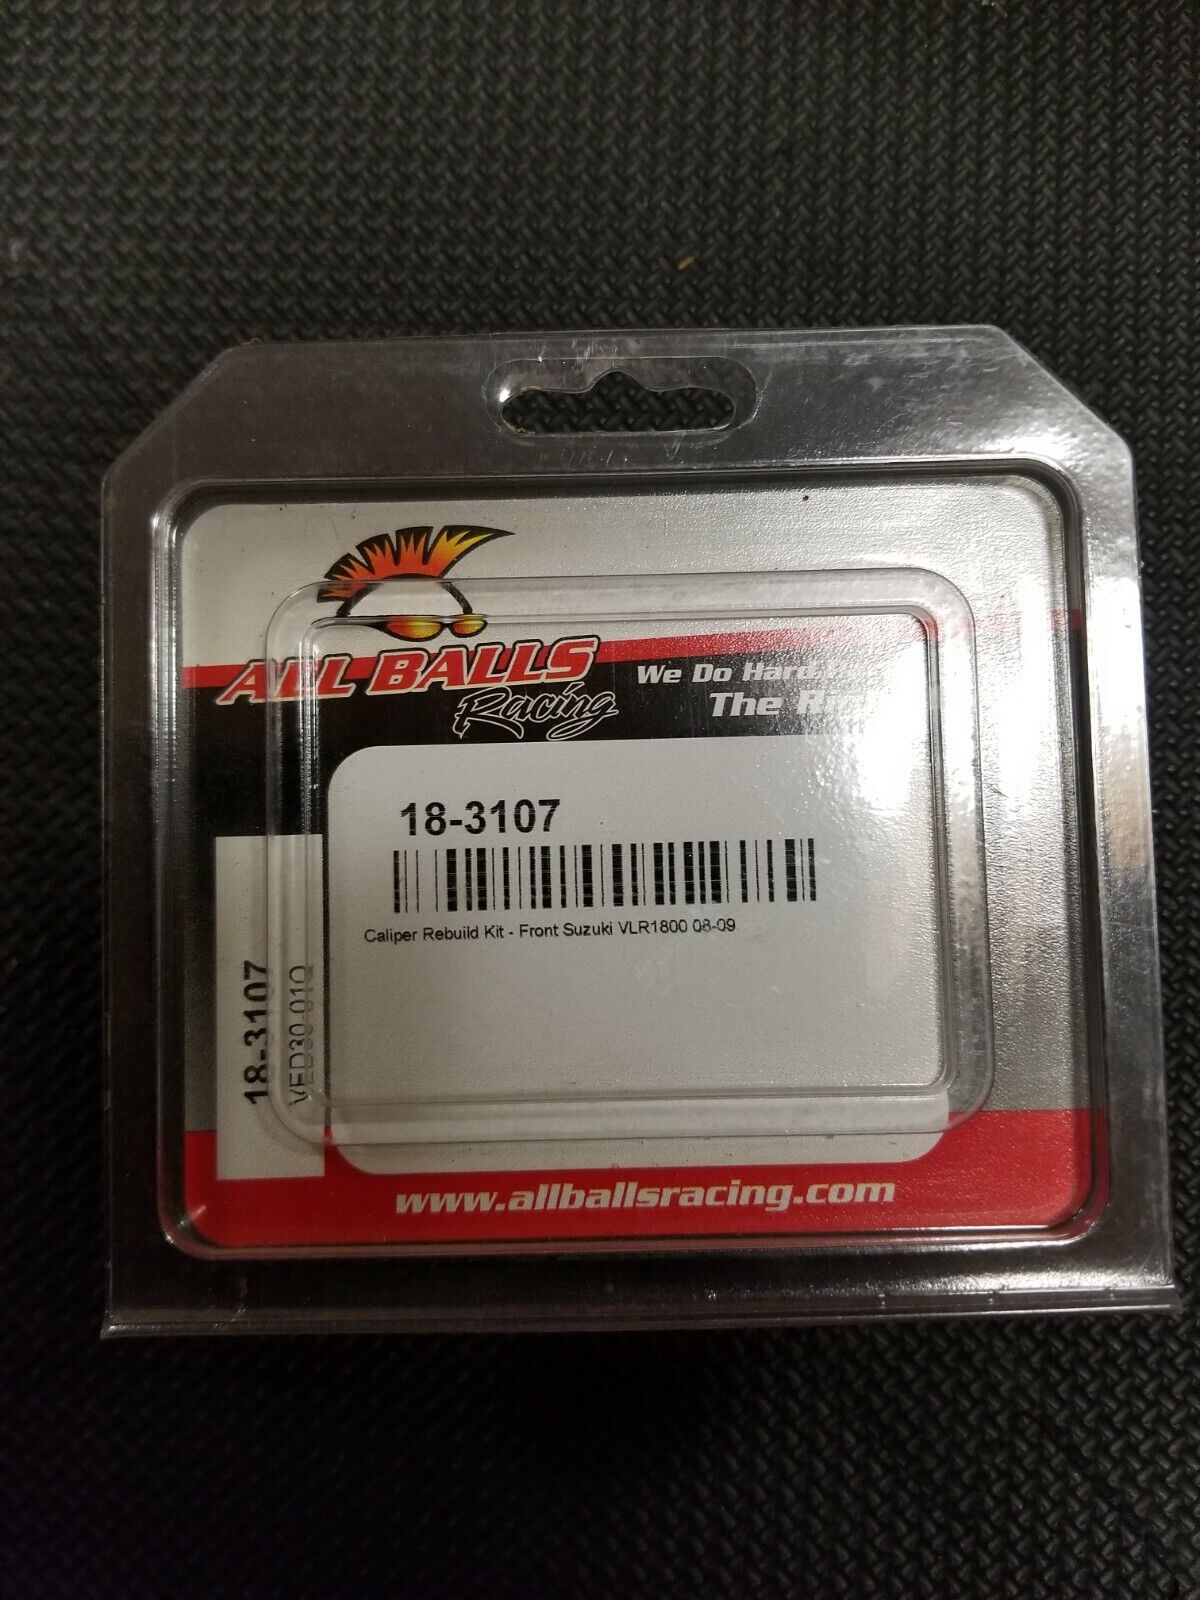 ALL BALLS
Racing
We Do Hard
The
18-3107
Caliper Rebuild Kit - Front Suzuki VLR1800 08-09
18-3107
www.allballsracing.com